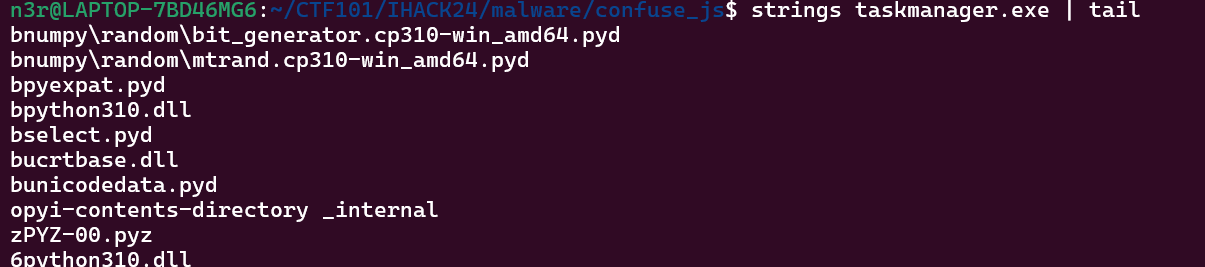 n3r@LAPTOP-7BD46MG6:~/CTF101/IHACK24/malware/confuse_js$ strings taskmanager.exe | tail
bnumpy\random\bit_generator.cp310-win_amd64.pyd
bnumpy\random\mtrand.cp310-win_amd64.pyd
bpyexpat.pyd
bpython310.dll
bselect.pyd
bucrtbase.dll
bunicodedata.pyd
opyi-contents-directory _internal
zPYZ-00.pyz
6python310.dll